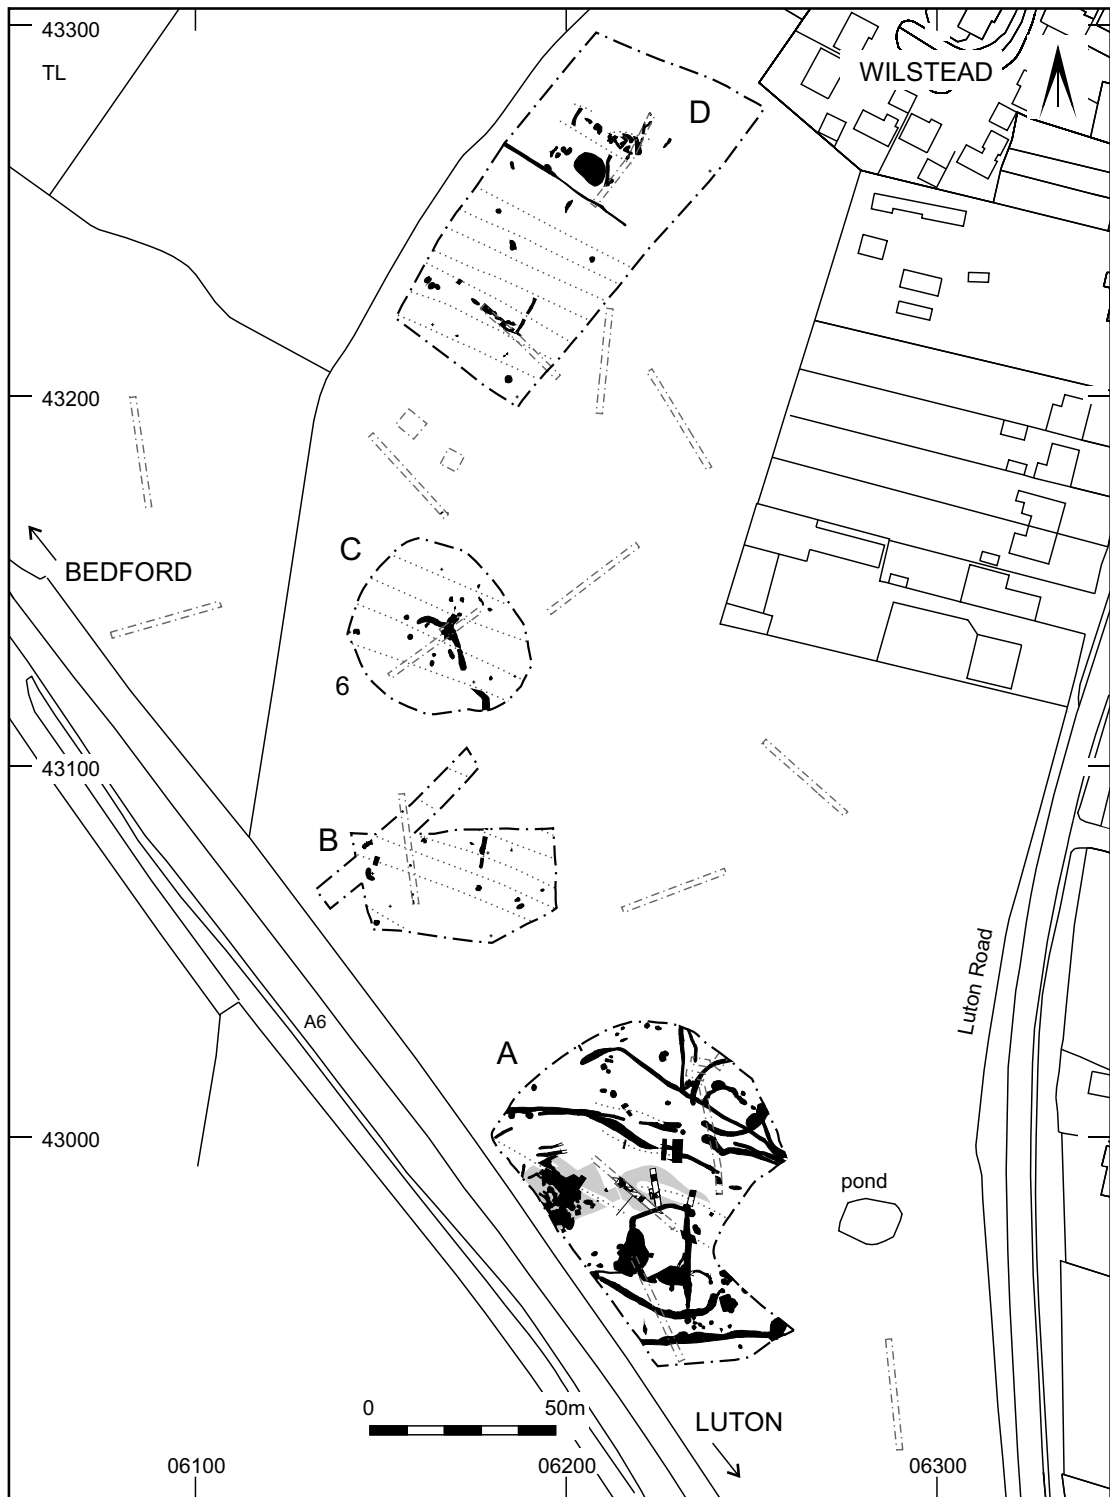 43300
TL
WILSTEAD
D
43200
C
BEDFORD
6
43100
B
Luton Road
A6
A
43000
pond
0 50m
LUTON
06100 06200 06300